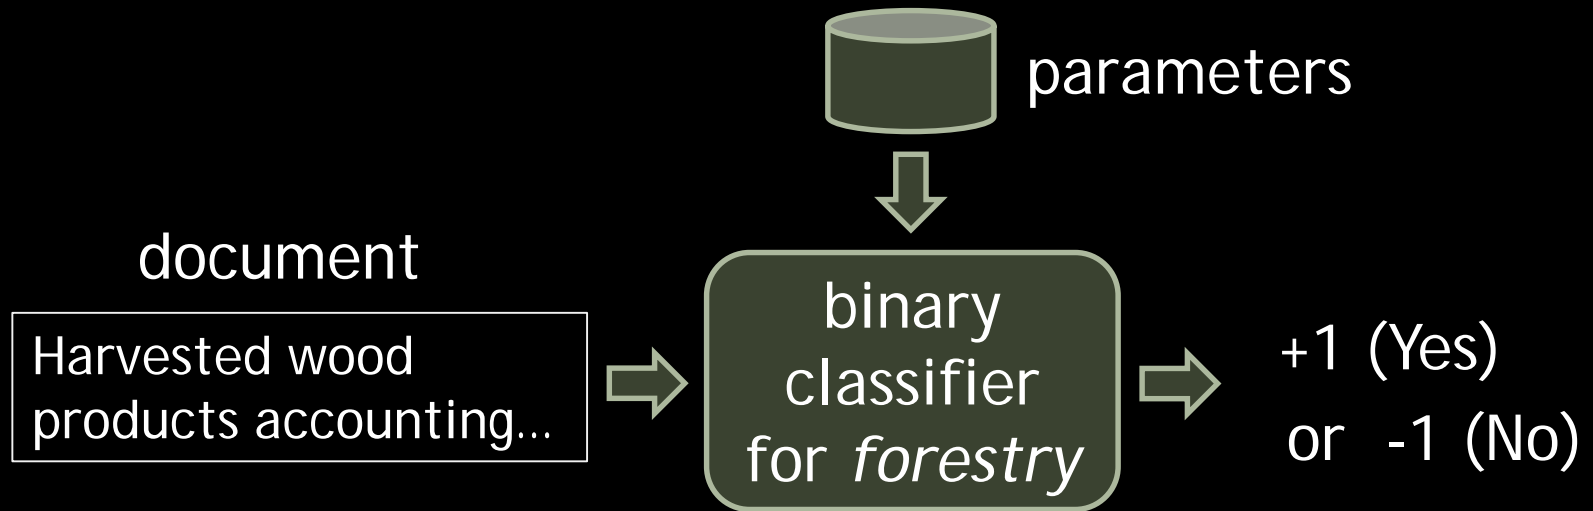 parameters
document
Harvested wood
products accounting...
binary
classifier
for forestry
+1 (Yes)
or -1 (No)